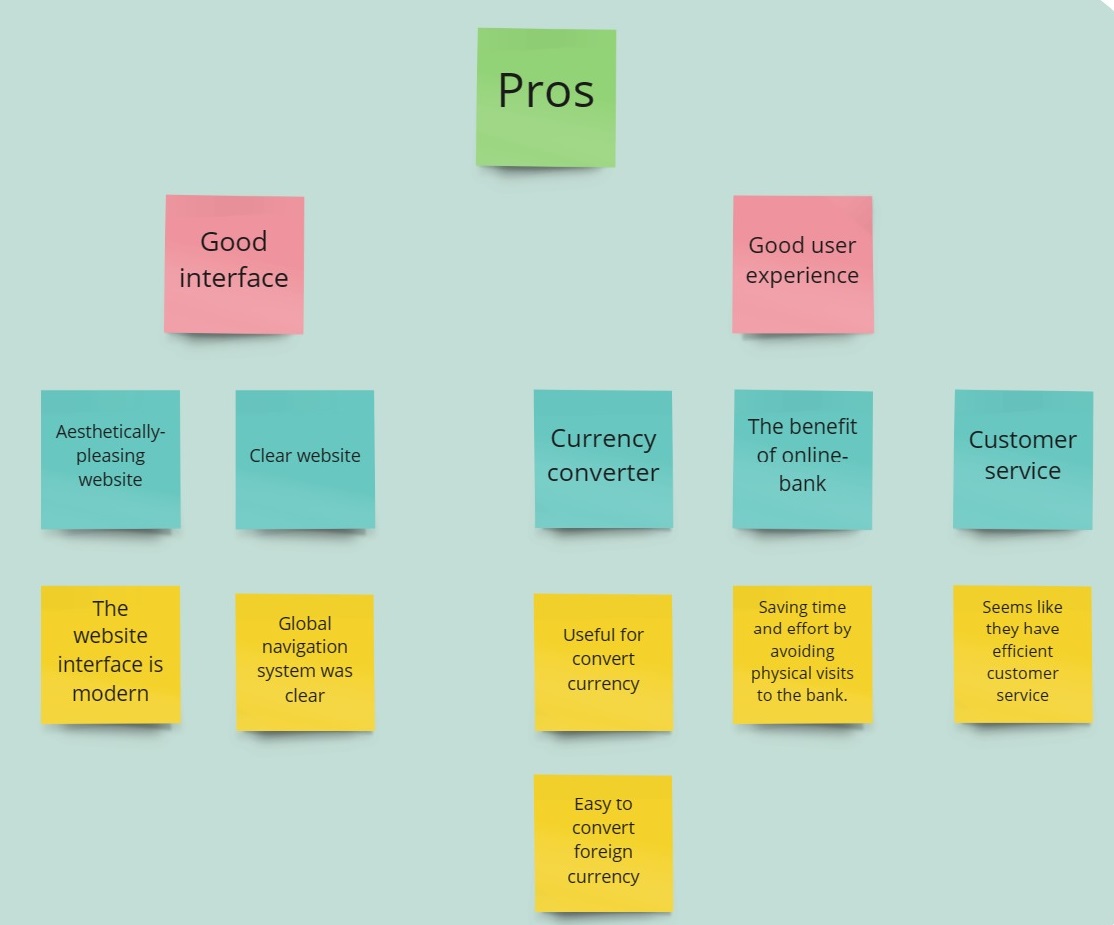 Pros
Good
interface
Good user
experience
Aesthetically-
pleasing
website
Clear website
Currency
converter
The benefit
of online-
bank
Customer
service
The
website
interface is
modern
Global
navigation
system was
clear
Useful for
convert
currency
Saving time
and effort by
avoiding
physical visits
to the bank.
Seems like
they have
efficient
customer
service
Easy to
convert
foreign
currency